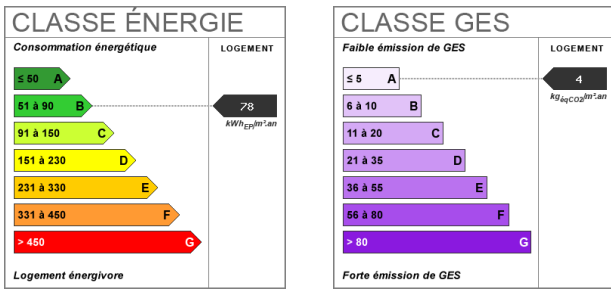 CLASSE ÉNERGIE
Consommation énergétique
LOGEMENT
≤ 50 A
51 à 90 B
78
kWhEP/m².an
91 à 150 C
151 à 230 D
231 à 330 E
331 à 450 F
> 450 G
Logement énergivore
CLASSE GES
Faible émission de GES
LOGEMENT
≤ 5 A
4
kgéqCO2/m².an
6 à 10 B
11 à 20 C
21 à 35 D
36 à 55 E
56 à 80 F
> 80 G
Forte émission de GES